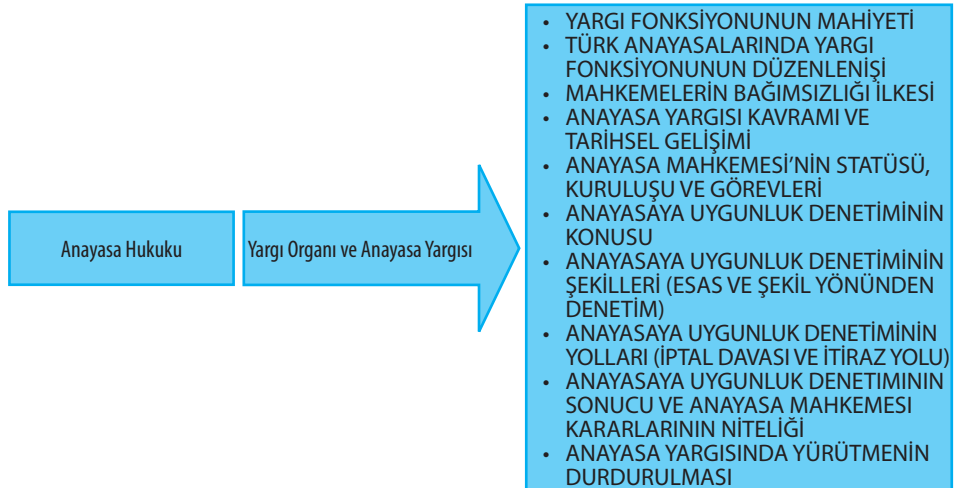 Anayasa Hukuku
Yargı Organı ve Anayasa Yargısı
• YARGI FONKSİYONUNUN MAHİYETİ
• TÜRK ANAYASALARINDA YARGI
FONKSİYONUNUN DÜZENLENİŞİ
• MAHKEMELERİN BAĞIMSIZLIĞI İLKESİ
• ANAYASA YARGISI KAVRAMI VE
TARİHSEL GELİŞİMİ
• ANAYASA MAHKEMESİ’NİN STATÜSÜ,
KURULUŞU VE GÖREVLERİ
• ANAYASAYA UYGUNLUK DENETİMİNİN
KONUSU
• ANAYASAYA UYGUNLUK DENETİMİNİN
ŞEKİLLERİ (ESAS VE ŞEKİL YÖNÜNDEN
DENETİM)
• ANAYASAYA UYGUNLUK DENETİMİNİN
YOLLARI (İPTAL DAVASI VE İTİRAZ YOLU)
• ANAYASAYA UYGUNLUK DENETIMININ
SONUCU VE ANAYASA MAHKEMESI
KARARLARININ NİTELİĞİ
• ANAYASA YARGISINDA YÜRÜTMENİN
DURDURULMASI